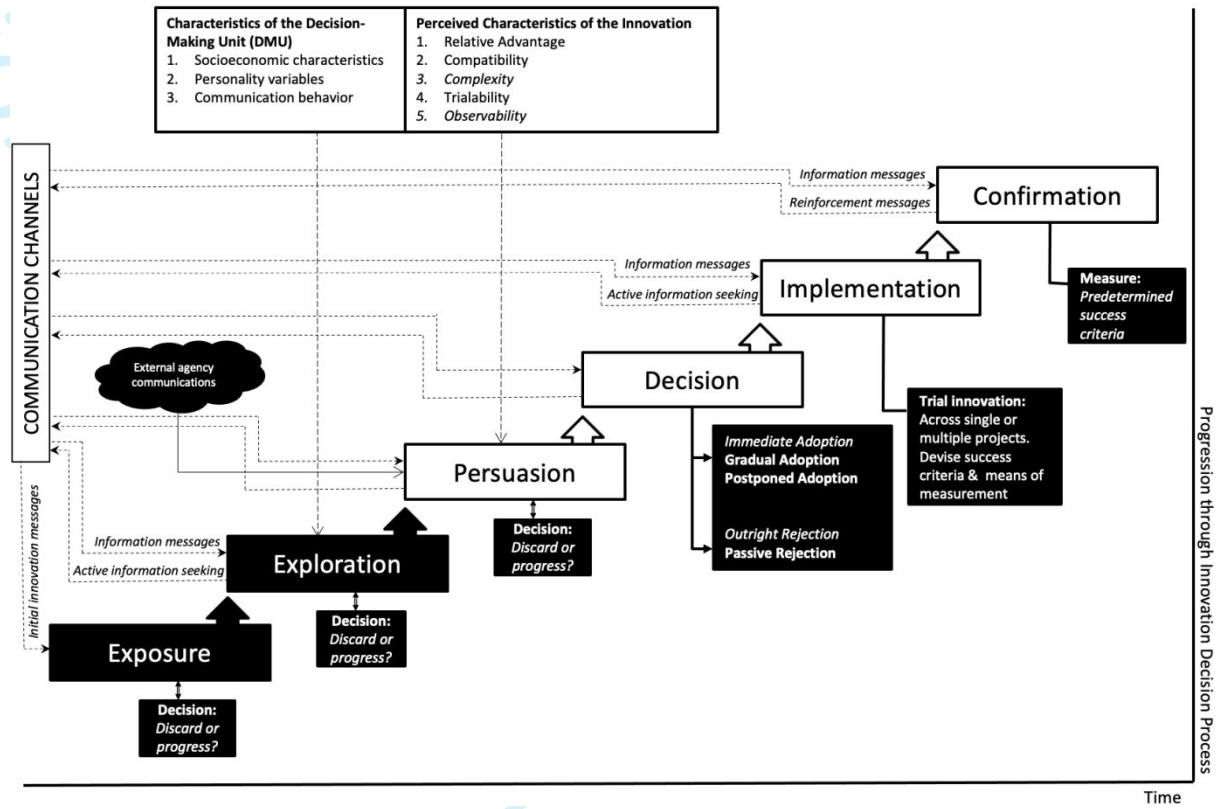 Characteristics of the Decision-
Making Unit (DMU)
1. Socioeconomic characteristics
2. Personality variables
3. Communication behavior
Perceived Characteristics of the Innovation
1. Relative Advantage
2. Compatibility
3. Complexity
4. Trialability
5. Observability
COMMUNICATION CHANNELS
Information messages
Reinforcement messages
Confirmation
Measure:
Predetermined
success
criteria
Information messages
Active information seeking
Implementation
Trial innovation:
Across single or
multiple projects.
Devise success
criteria & means of
measurement
External agency
communications
Decision
Immediate Adoption
Gradual Adoption
Postponed Adoption
Outright Rejection
Passive Rejection
Persuasion
Decision:
Discard or
progress?
Information messages
Active information seeking
Exploration
Decision:
Discard or
progress?
Initial innovation messages
Exposure
Decision:
Discard or
progress?
Progression through Innovation Decision Process
Time